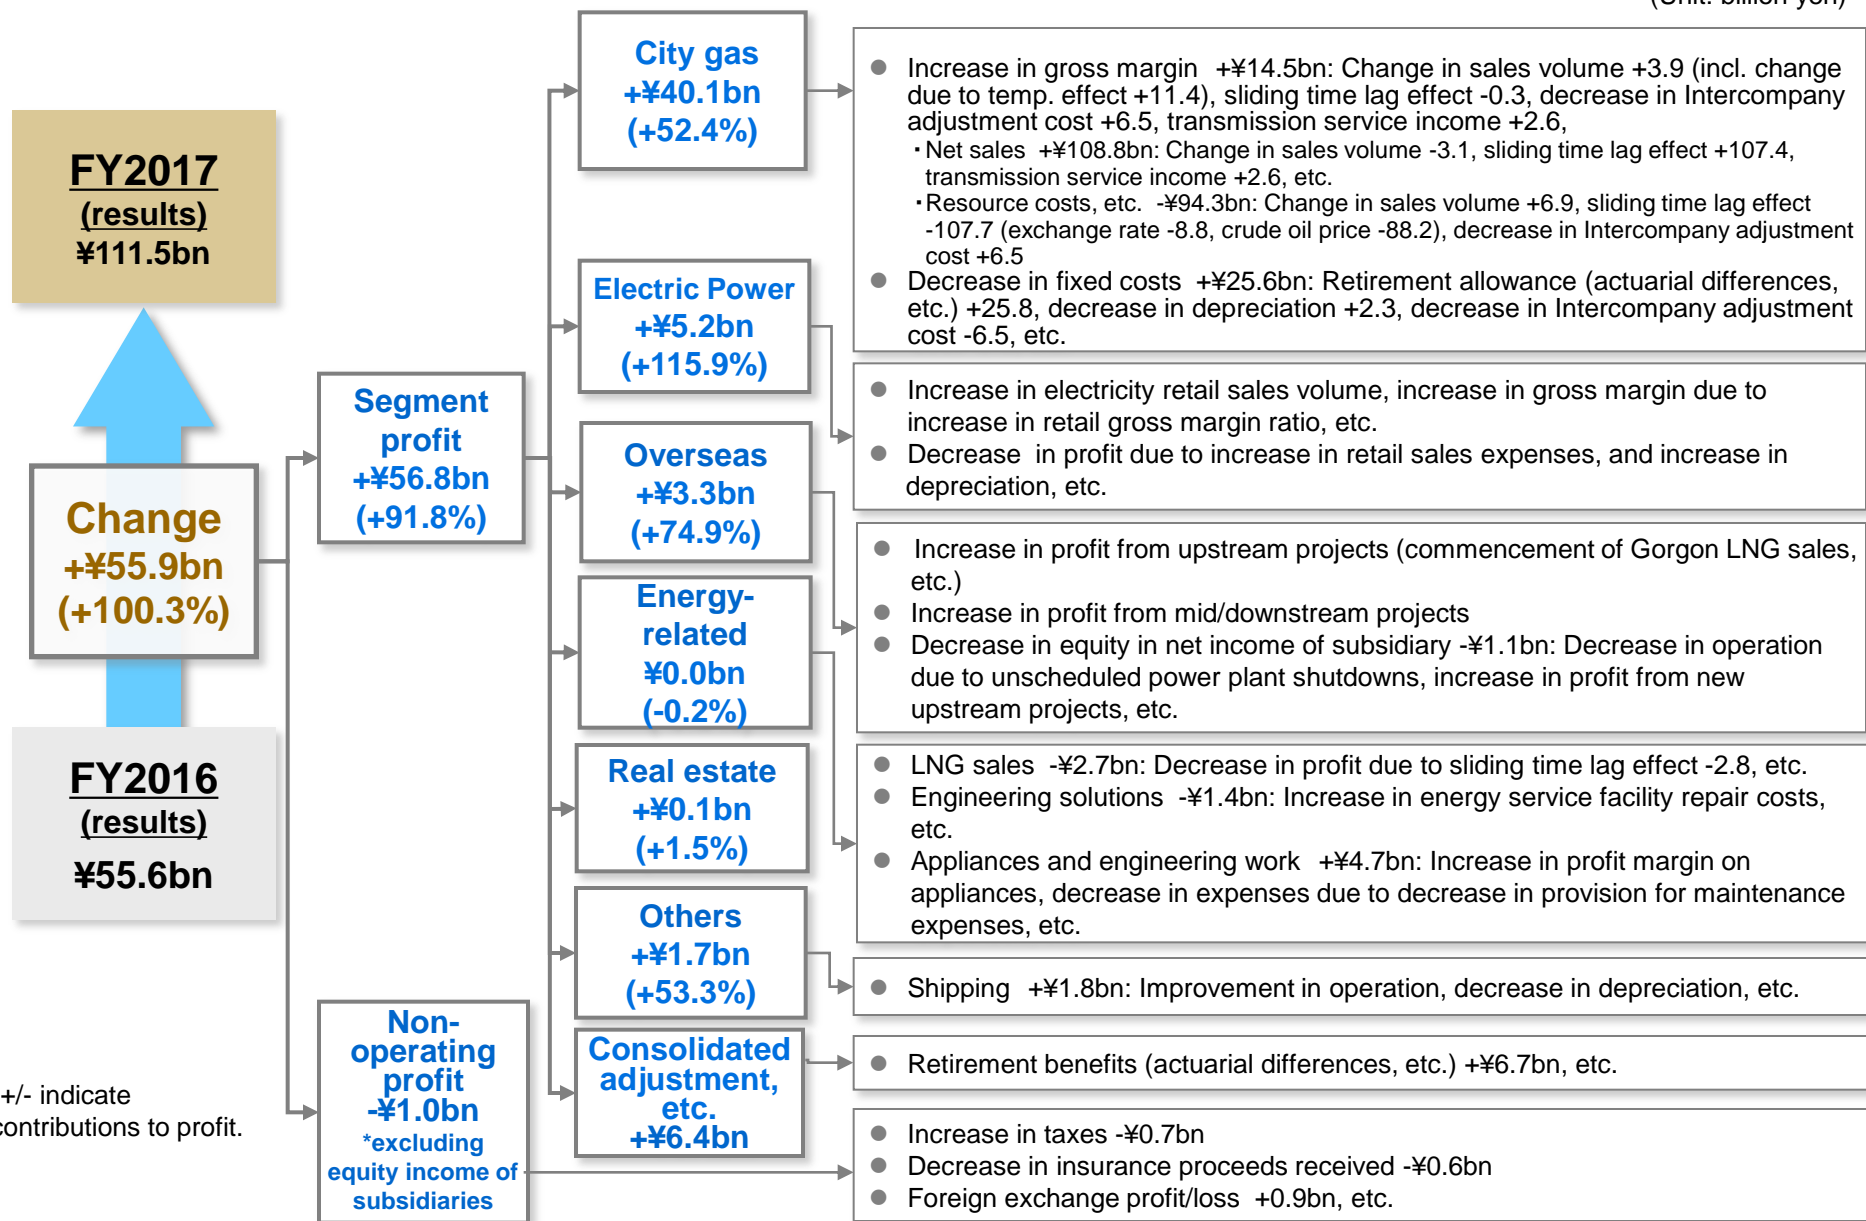 (Unit: billion yen)
FY2017
(results)
¥111.5bn
Change
+¥55.9bn
(+100.3%)
FY2016
(results)
¥55.6bn
+/- indicate
contributions to profit.
Segment
profit
+¥56.8bn
(+91.8%)
Non-
operating
profit
-¥1.0bn
*excluding
equity income of
subsidiaries
City gas
+¥40.1bn
(+52.4%)
Electric Power
+¥5.2bn
(+115.9%)
Overseas
+¥3.3bn
(+74.9%)
Energy-
related
¥0.0bn
(-0.2%)
Real estate
+¥0.1bn
(+1.5%)
Others
+¥1.7bn
(+53.3%)
Consolidated
adjustment,
etc.
+¥6.4bn
● Increase in gross margin +¥14.5bn: Change in sales volume +3.9 (incl. change
due to temp. effect +11.4), sliding time lag effect -0.3, decrease in Intercompany
adjustment cost +6.5, transmission service income +2.6,
・Net sales +¥108.8bn: Change in sales volume -3.1, sliding time lag effect +107.4,
transmission service income +2.6, etc.
・Resource costs, etc. -¥94.3bn: Change in sales volume +6.9, sliding time lag effect
-107.7 (exchange rate -8.8, crude oil price -88.2), decrease in Intercompany adjustment
cost +6.5
● Decrease in fixed costs +¥25.6bn: Retirement allowance (actuarial differences,
etc.) +25.8, decrease in depreciation +2.3, decrease in Intercompany adjustment
cost -6.5, etc.
● Increase in electricity retail sales volume, increase in gross margin due to
increase in retail gross margin ratio, etc.
● Decrease in profit due to increase in retail sales expenses, and increase in
depreciation, etc.
● Increase in profit from upstream projects (commencement of Gorgon LNG sales,
etc.)
● Increase in profit from mid/downstream projects
● Decrease in equity in net income of subsidiary -¥1.1bn: Decrease in operation
due to unscheduled power plant shutdowns, increase in profit from new
upstream projects, etc.
● LNG sales -¥2.7bn: Decrease in profit due to sliding time lag effect -2.8, etc.
● Engineering solutions -¥1.4bn: Increase in energy service facility repair costs,
etc.
● Appliances and engineering work +¥4.7bn: Increase in profit margin on
appliances, decrease in expenses due to decrease in provision for maintenance
expenses, etc.
● Shipping +¥1.8bn: Improvement in operation, decrease in depreciation, etc.
● Retirement benefits (actuarial differences, etc.) +¥6.7bn, etc.
● Increase in taxes -¥0.7bn
● Decrease in insurance proceeds received -¥0.6bn
● Foreign exchange profit/loss +0.9bn, etc.